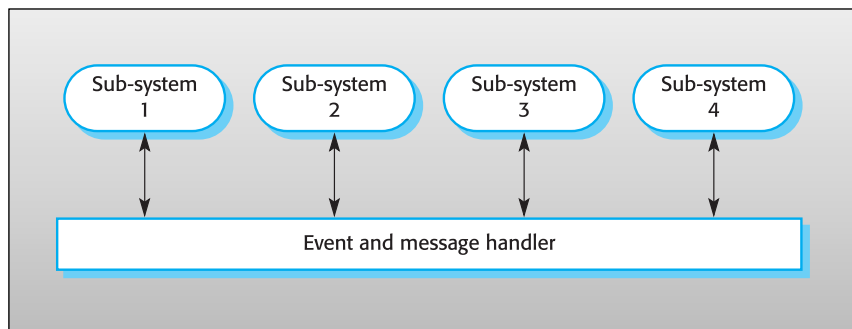 Sub-system
1
Sub-system
2
Sub-system
3
Sub-system
4
Event and message handler